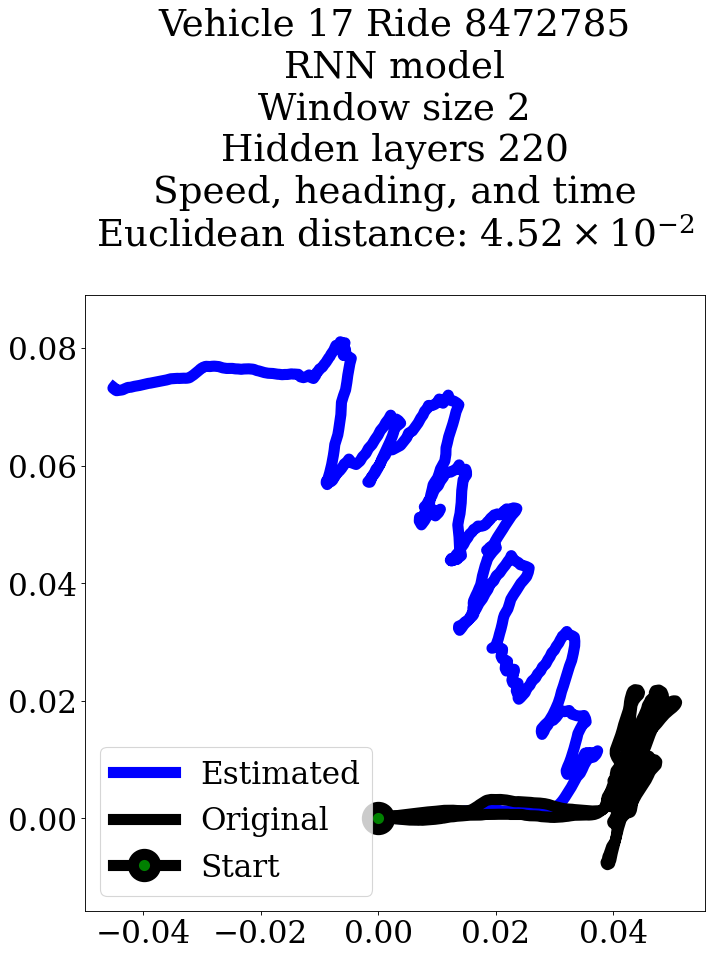 Vehicle 17 Ride 8472785
RNN model
Window size 2
Hidden layers 220
Speed, heading, and time
Euclidean distance: 4.52 × 10⁻²
0.08
0.06
0.04
0.02
0.00
Estimated
Original
Start
−0.04 −0.02 0.00 0.02 0.04